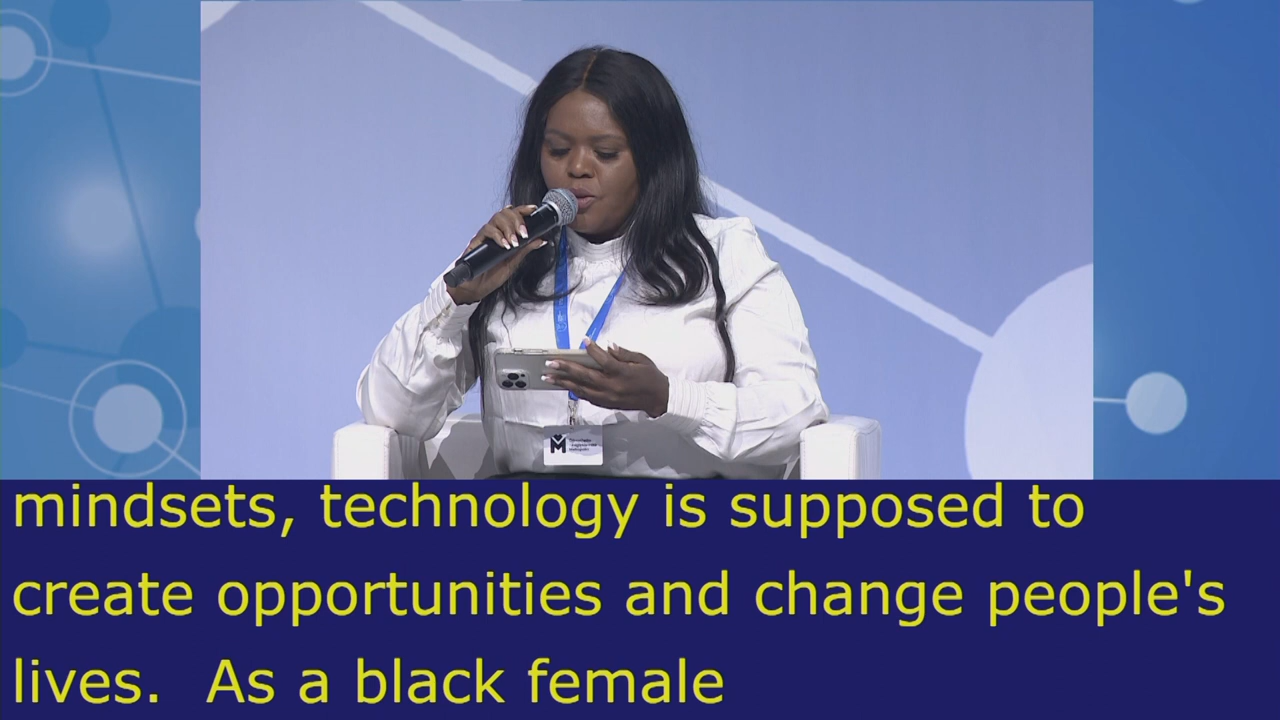 mindsets, technology is supposed to
create opportunities and change people's
lives.  As a black female